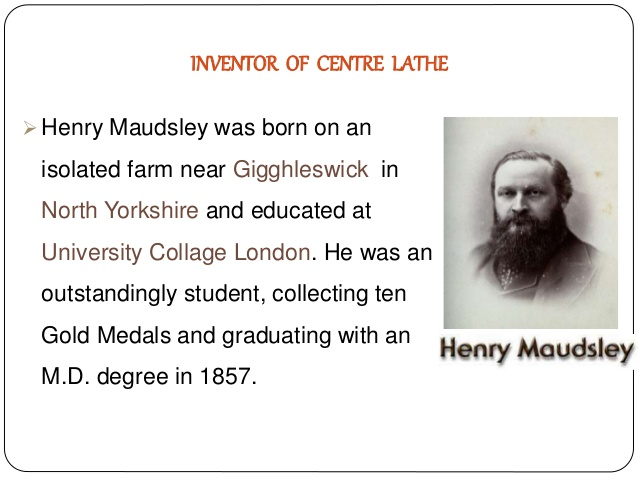 INVENTOR OF CENTRE LATHE
Henry Maudsley was born on an
isolated farm near Gigghleswick in
North Yorkshire and educated at
University Collage London. He was an
outstandingly student, collecting ten
Gold Medals and graduating with an
M.D. degree in 1857.
Henry Maudsley